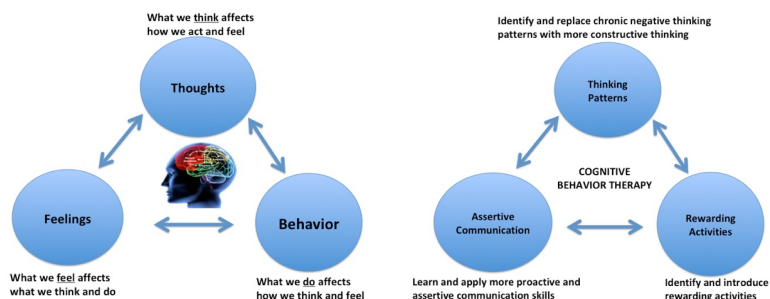 What we think affects
how we act and feel
Thoughts
Feelings
Behavior
What we feel affects
what we think and do
What we do affects
how we think and feel
Identify and replace chronic negative thinking
patterns with more constructive thinking
Thinking
Patterns
COGNITIVE
BEHAVIOR THERAPY
Assertive
Communication
Rewarding
Activities
Learn and apply more proactive and
assertive communication skills
Identify and introduce
rewarding activities